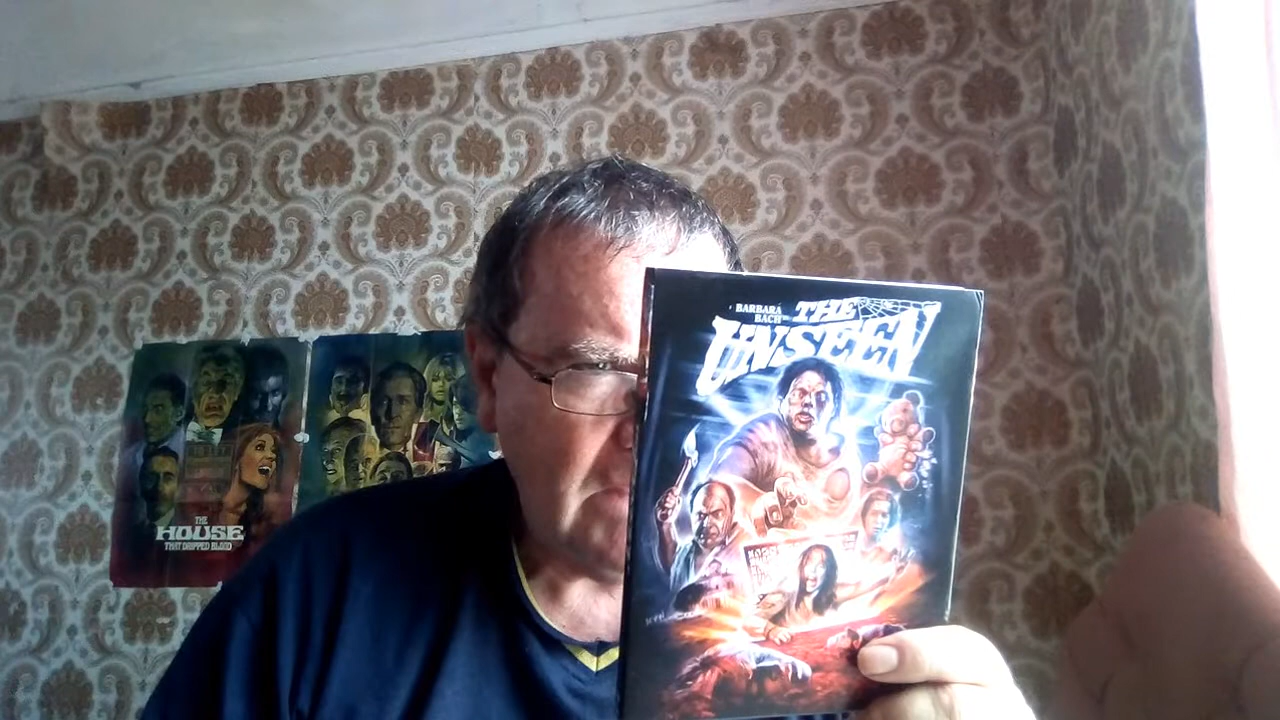 BARBARA
BACH
THE
UNSEEN
THE
HOUSE
THAT DRIPPED BLOOD